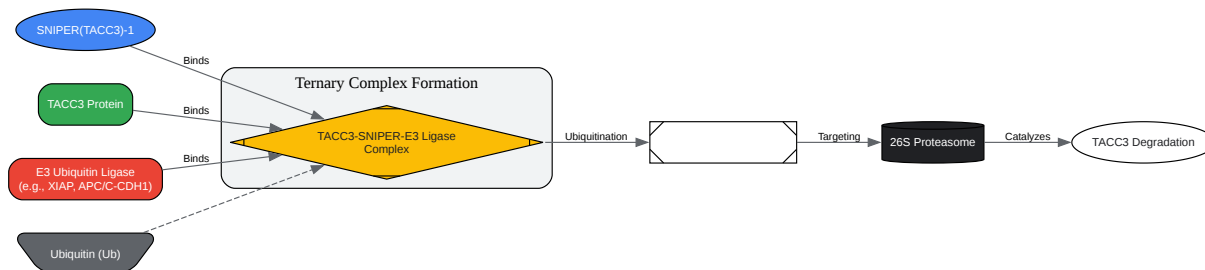 SNIPER(TACC3)-1
Binds
Ternary Complex Formation
TACC3 Protein
Binds
TACC3-SNIPER-E3 Ligase
Complex
Ubiquitination
Targeting
26S Proteasome
Catalyzes
TACC3 Degradation
Binds
E3 Ubiquitin Ligase
(e.g., XIAP, APC/C-CDH1)
Ubiquitin (Ub)